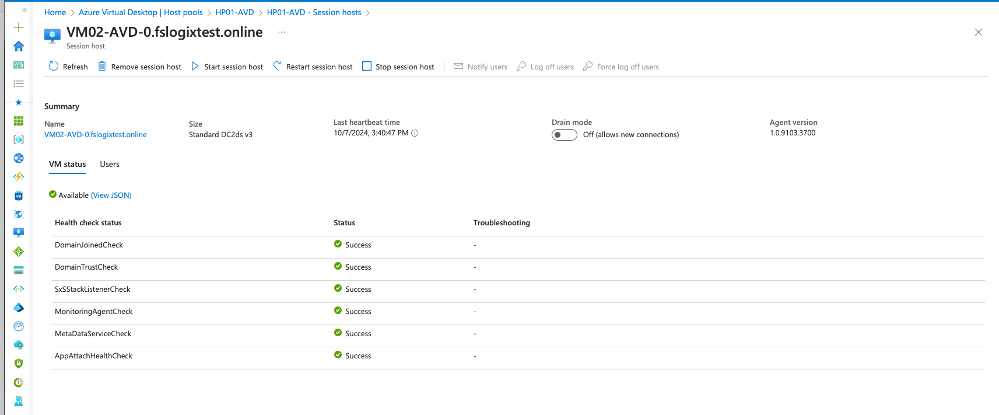 Home > Azure Virtual Desktop | Host pools > HP01-AVD > HP01-AVD - Session hosts >
VM02-AVD-0.fslogixtest.online ...
Session host
Refresh Remove session host Start session host Restart session host Stop session host Notify users Log off users Force log off users
Summary
Name Size Last heartbeat time Drain mode Agent version
VM02-AVD-0.fslogixtest.online Standard DC2ds v3 10/7/2024, 3:40:47 PM Off (allows new connections) 1.0.9103.3700
VM status Users
Available (View JSON)
Health check status Status Troubleshooting
DomainJoinedCheck Success -
DomainTrustCheck Success -
SxSStackListenerCheck Success -
MonitoringAgentCheck Success -
MetaDataServiceCheck Success -
AppAttachHealthCheck Success -